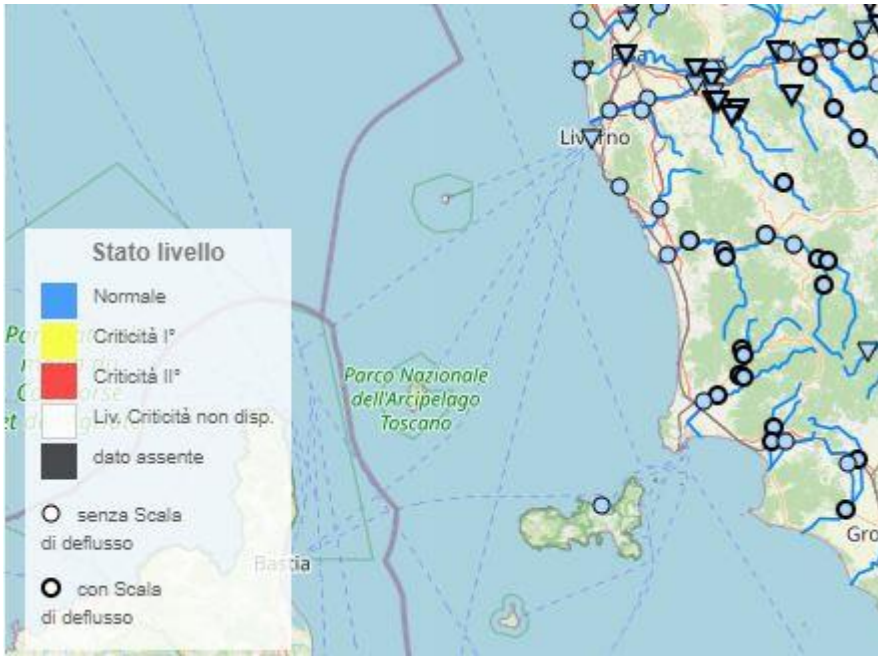 Livorno
Stato livello
Normale
Criticità I°
Criticità II°
Liv. Criticità non disp.
dato assente
senza Scala
di deflusso
con Scala
di deflusso
Parco Nazionale
dell'Arcipelago
Toscano
Bastia
Gro